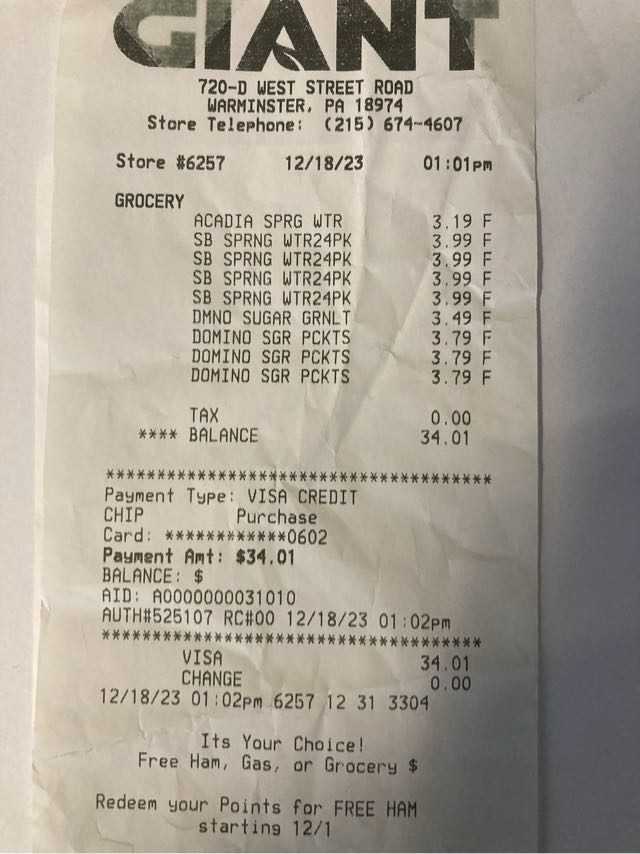 GIANT
720-D WEST STREET ROAD
WARMINSTER, PA 18974
Store Telephone: (215) 674-4607
Store #6257 12/18/23 01:01pm
GROCERY
ACADIA SPRG WTR 3.19 F
SB SPRNG WTR24PK 3.99 F
SB SPRNG WTR24PK 3.99 F
SB SPRNG WTR24PK 3.99 F
SB SPRNG WTR24PK 3.99 F
DMNO SUGAR GRNLT 3.49 F
DOMINO SGR PCKTS 3.79 F
DOMINO SGR PCKTS 3.79 F
DOMINO SGR PCKTS 3.79 F
TAX 0.00
**** BALANCE 34.01
****************************************
Payment Type: VISA CREDIT
CHIP Purchase
Card: ************0602
Payment Amt: $34.01
BALANCE: $
AID: A0000000031010
AUTH#525107 RC#00 12/18/23 01:02pm
****************************************
VISA 34.01
CHANGE 0.00
12/18/23 01:02pm 6257 12 31 3304
Its Your Choice!
Free Ham, Gas, or Grocery $
Redeem your Points for FREE HAM
starting 12/1